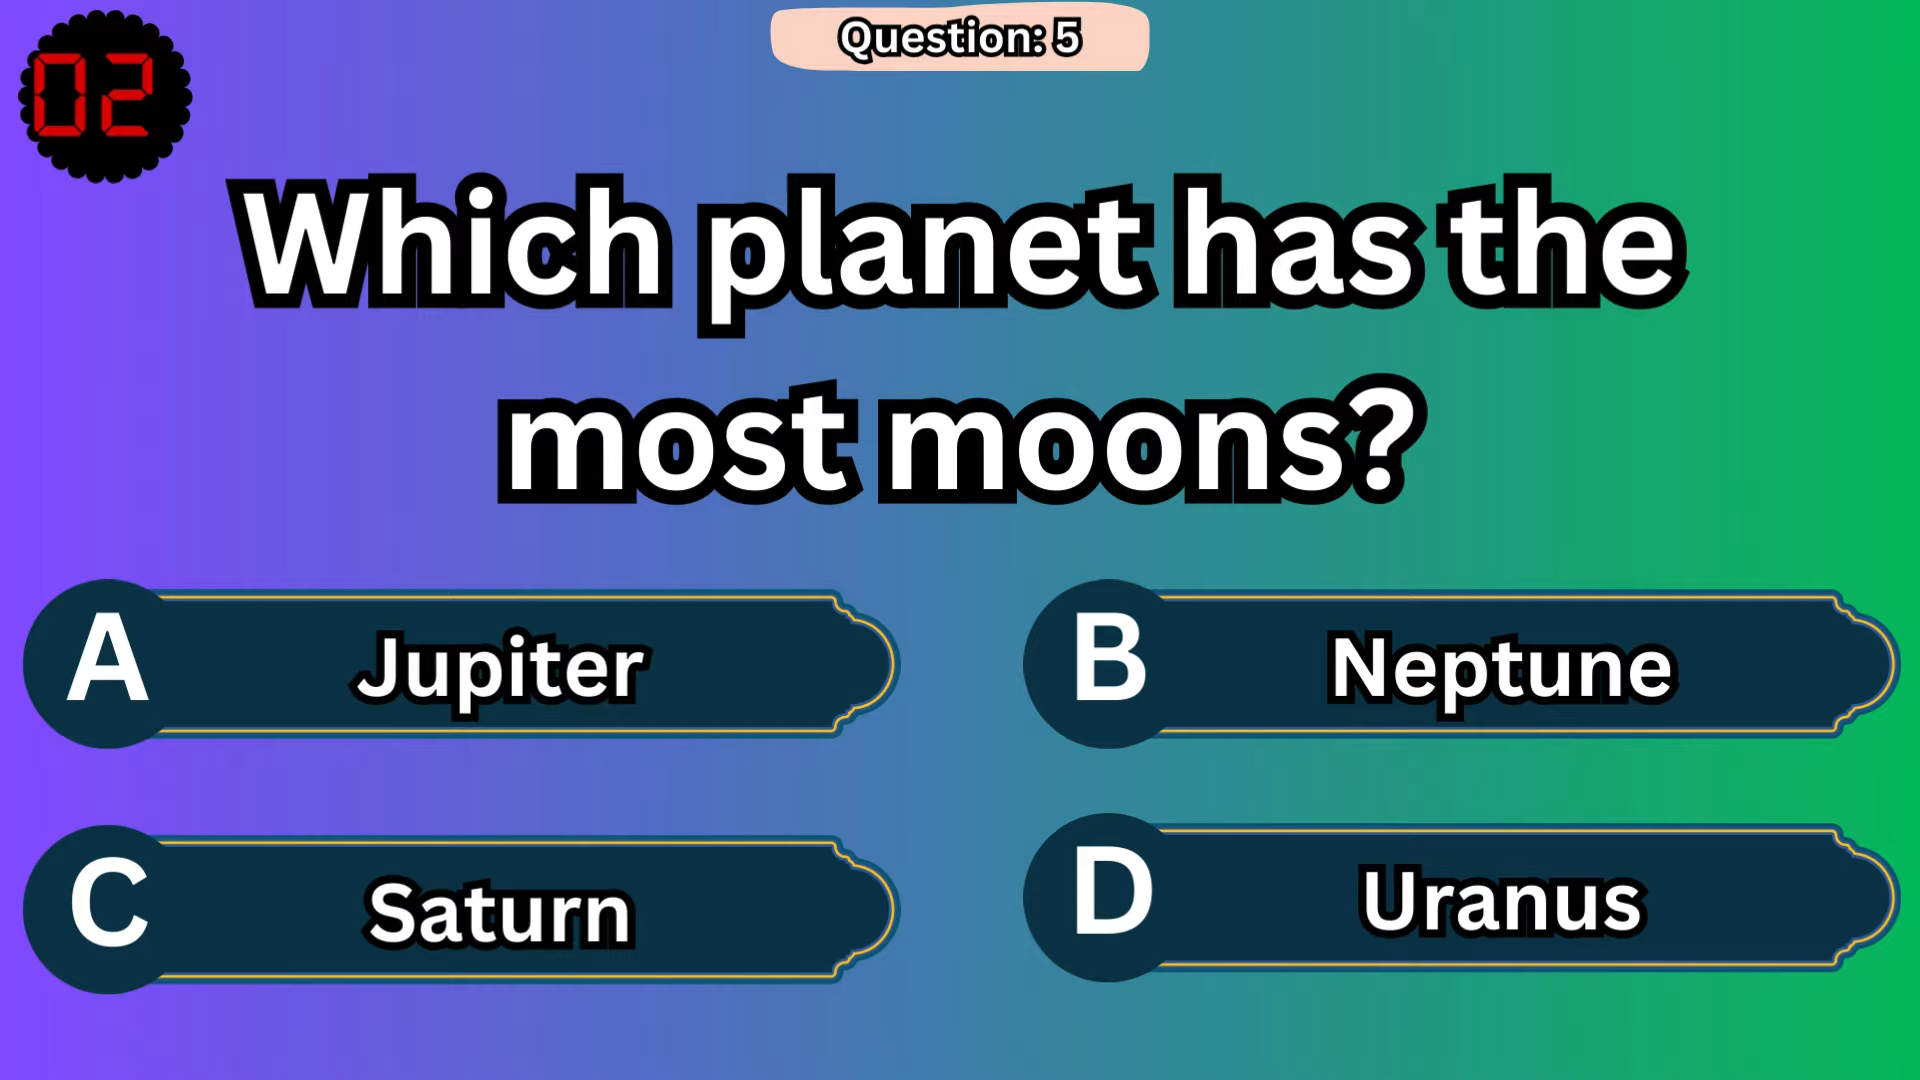 02
Question: 5
Which planet has the
most moons?
A Jupiter
B Neptune
C Saturn
D Uranus